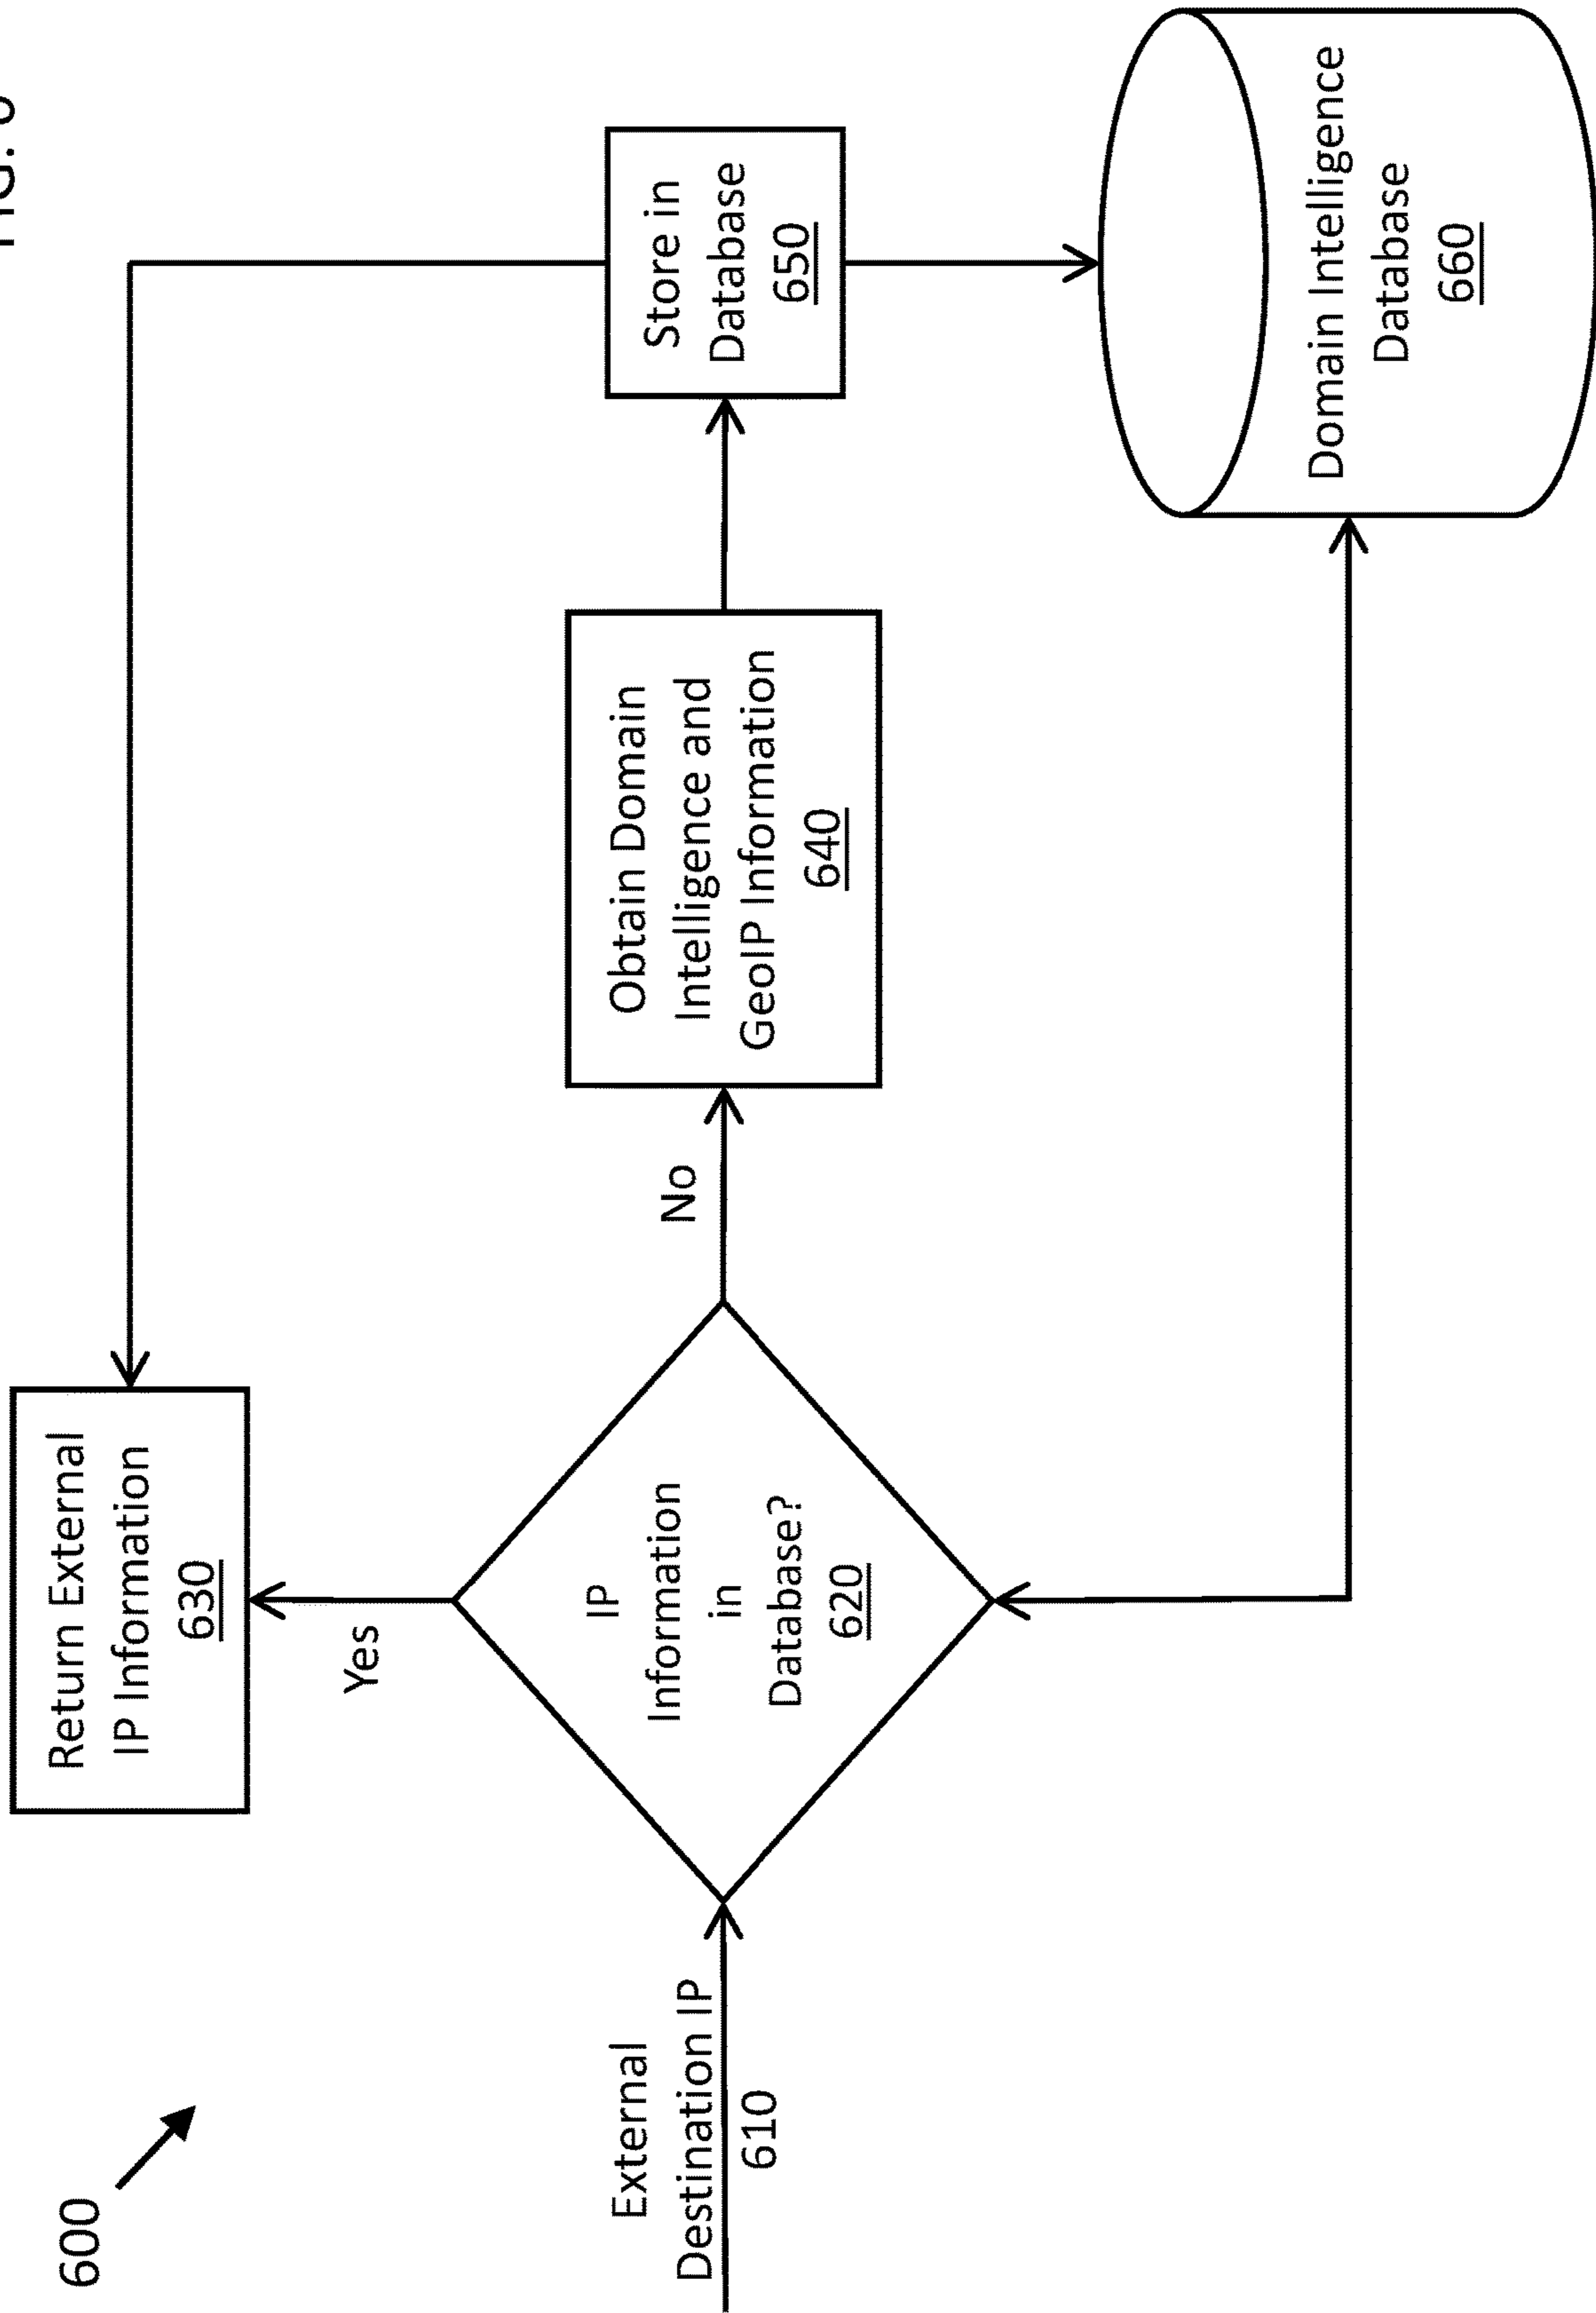 600
External
Destination IP
610
IP
Information
in
Database?
620
Yes
Return External
IP Information
630
No
Obtain Domain
Intelligence and
GeoIP Information
640
Store in
Database
650
Domain Intelligence
Database
660